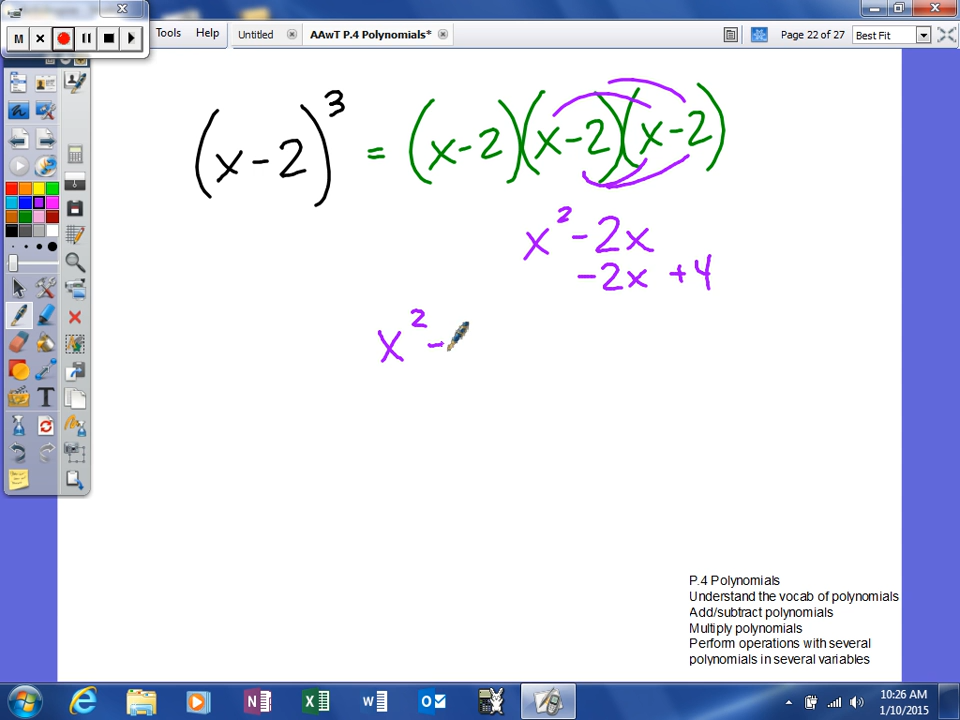 M
Tools Help Untitled AAwT P.4 Polynomials* Page 22 of 27 Best Fit
(x-2)³ = (x-2)(x-2)(x-2)
x² - 2x
- 2x + 4
x² -
P.4 Polynomials
Understand the vocab of polynomials
Add/subtract polynomials
Multiply polynomials
Perform operations with several
polynomials in several variables
10:26 AM
1/10/2015